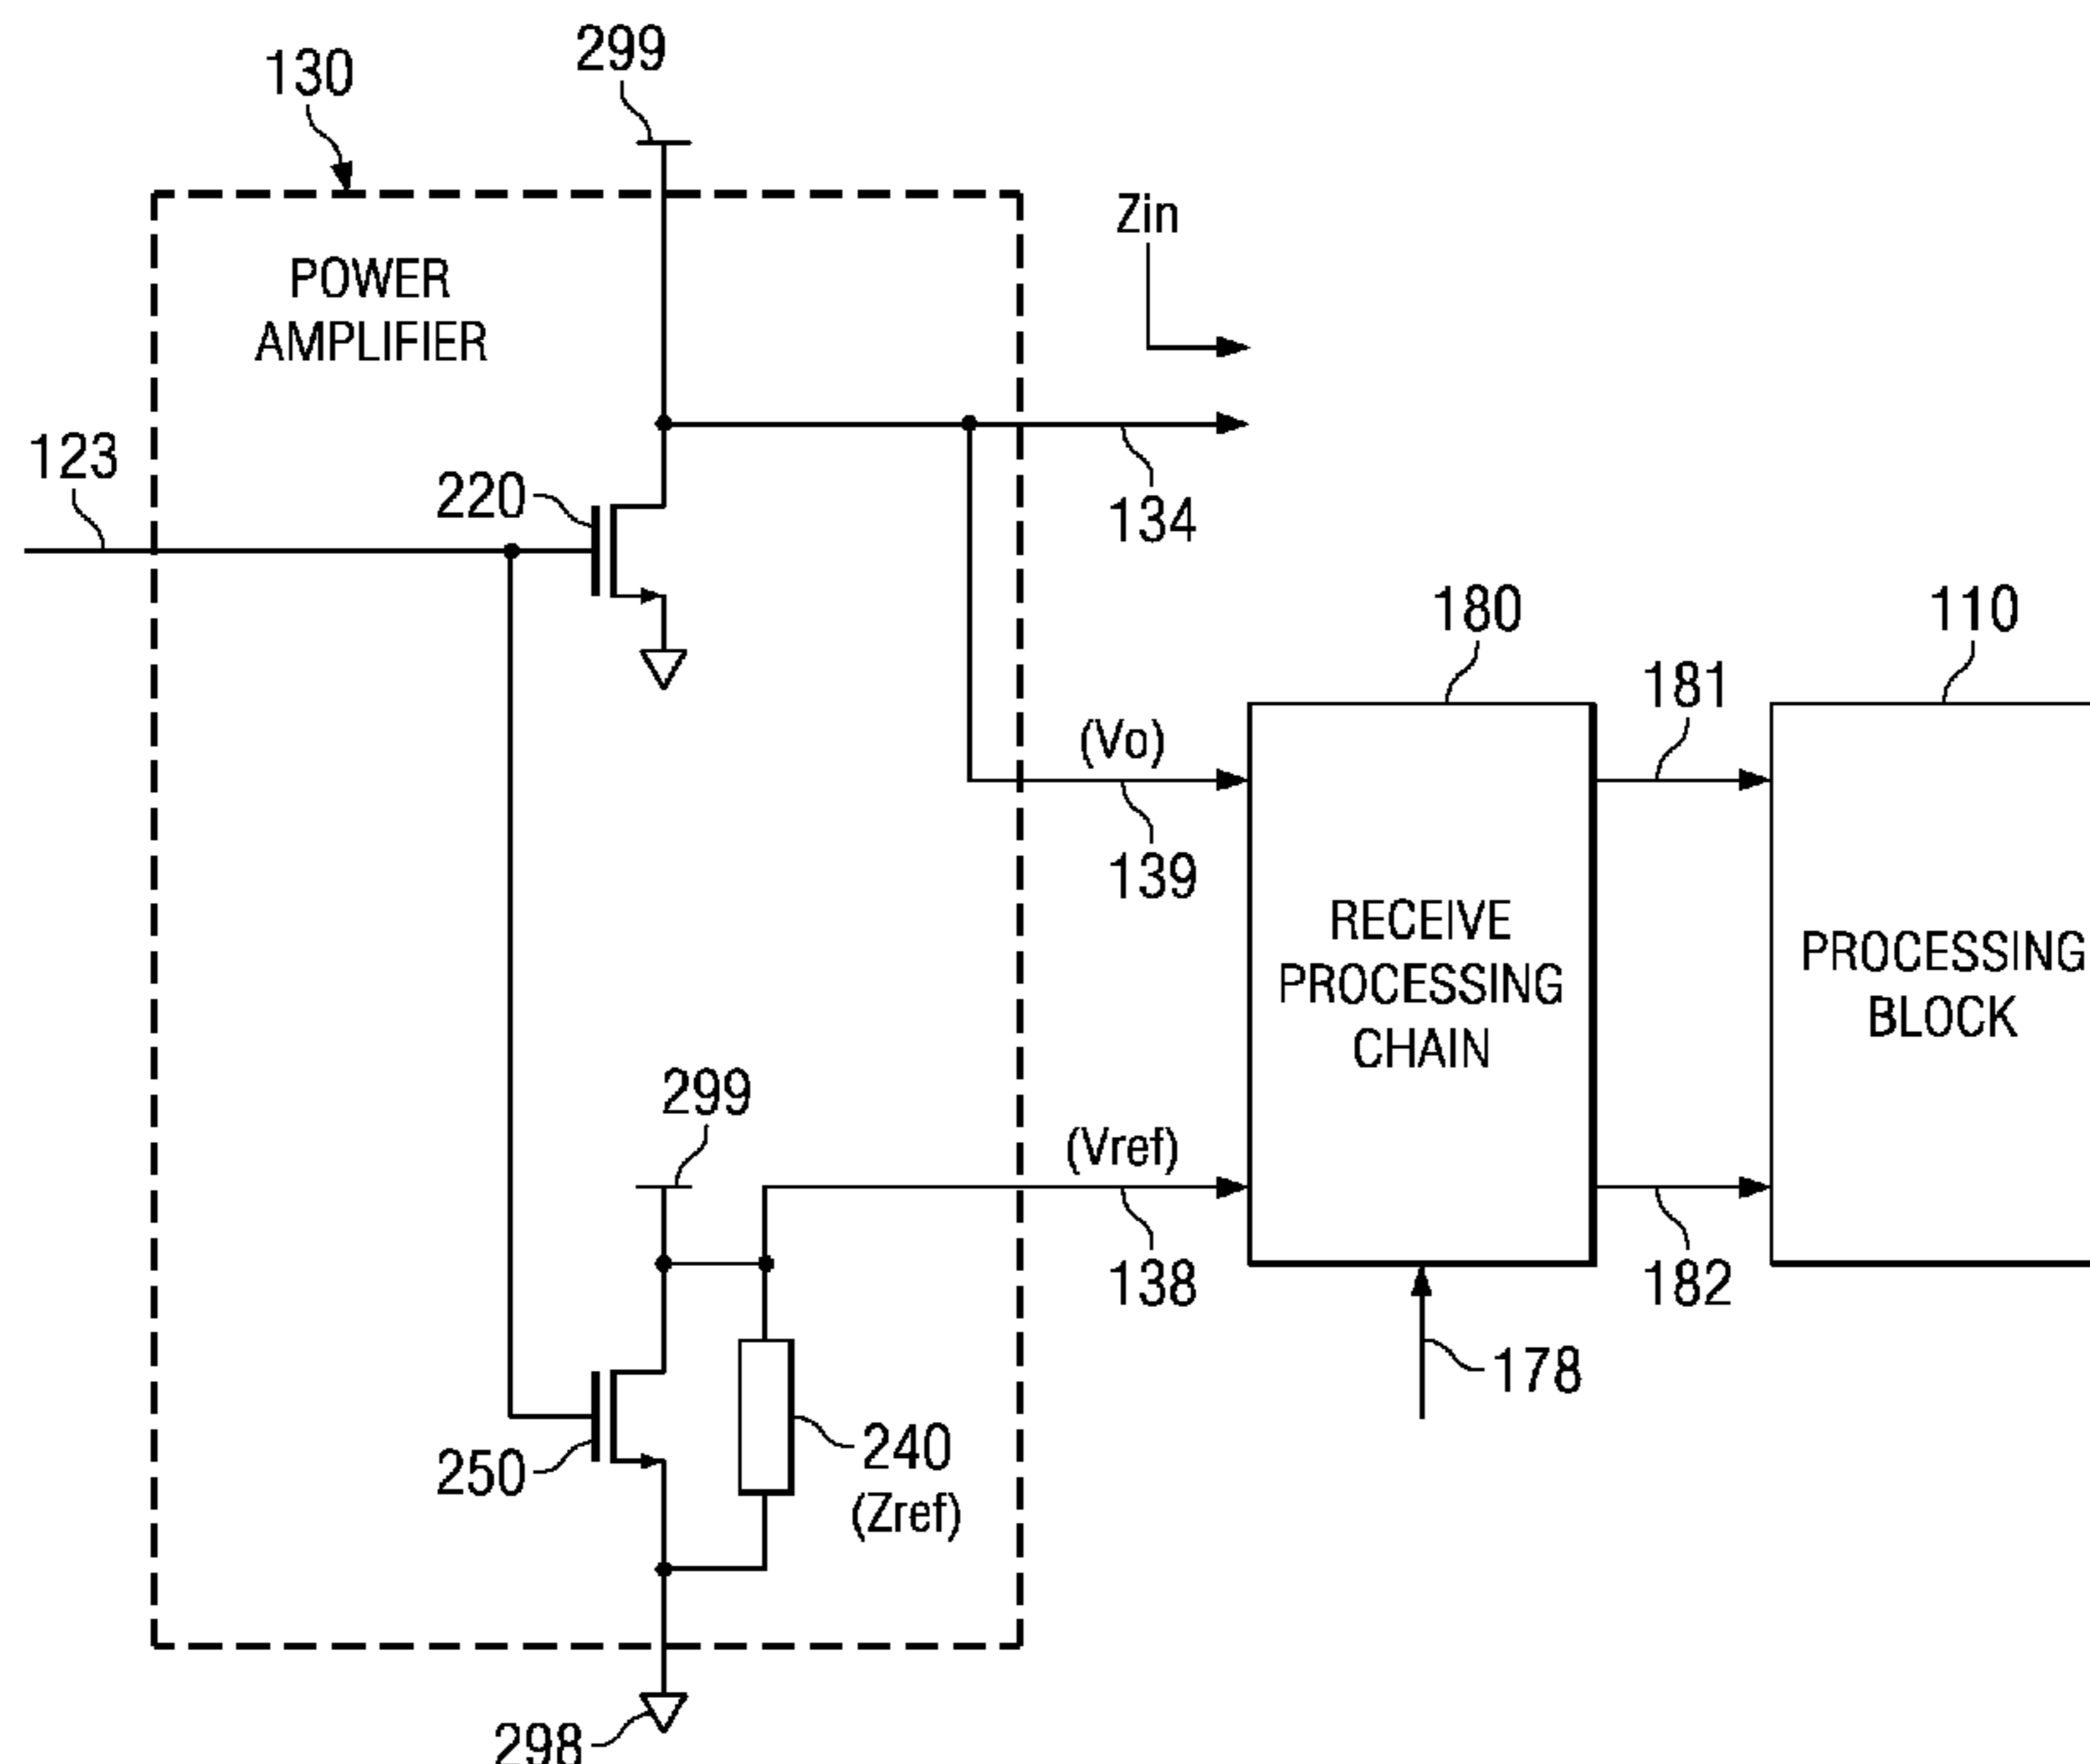 299
130
Zin
POWER
AMPLIFIER
123
220
134
180
110
181
(Vo)
139
RECEIVE
PROCESSING
CHAIN
PROCESSING
BLOCK
299
(Vref)
138
182
178
250
240
(Zref)
298